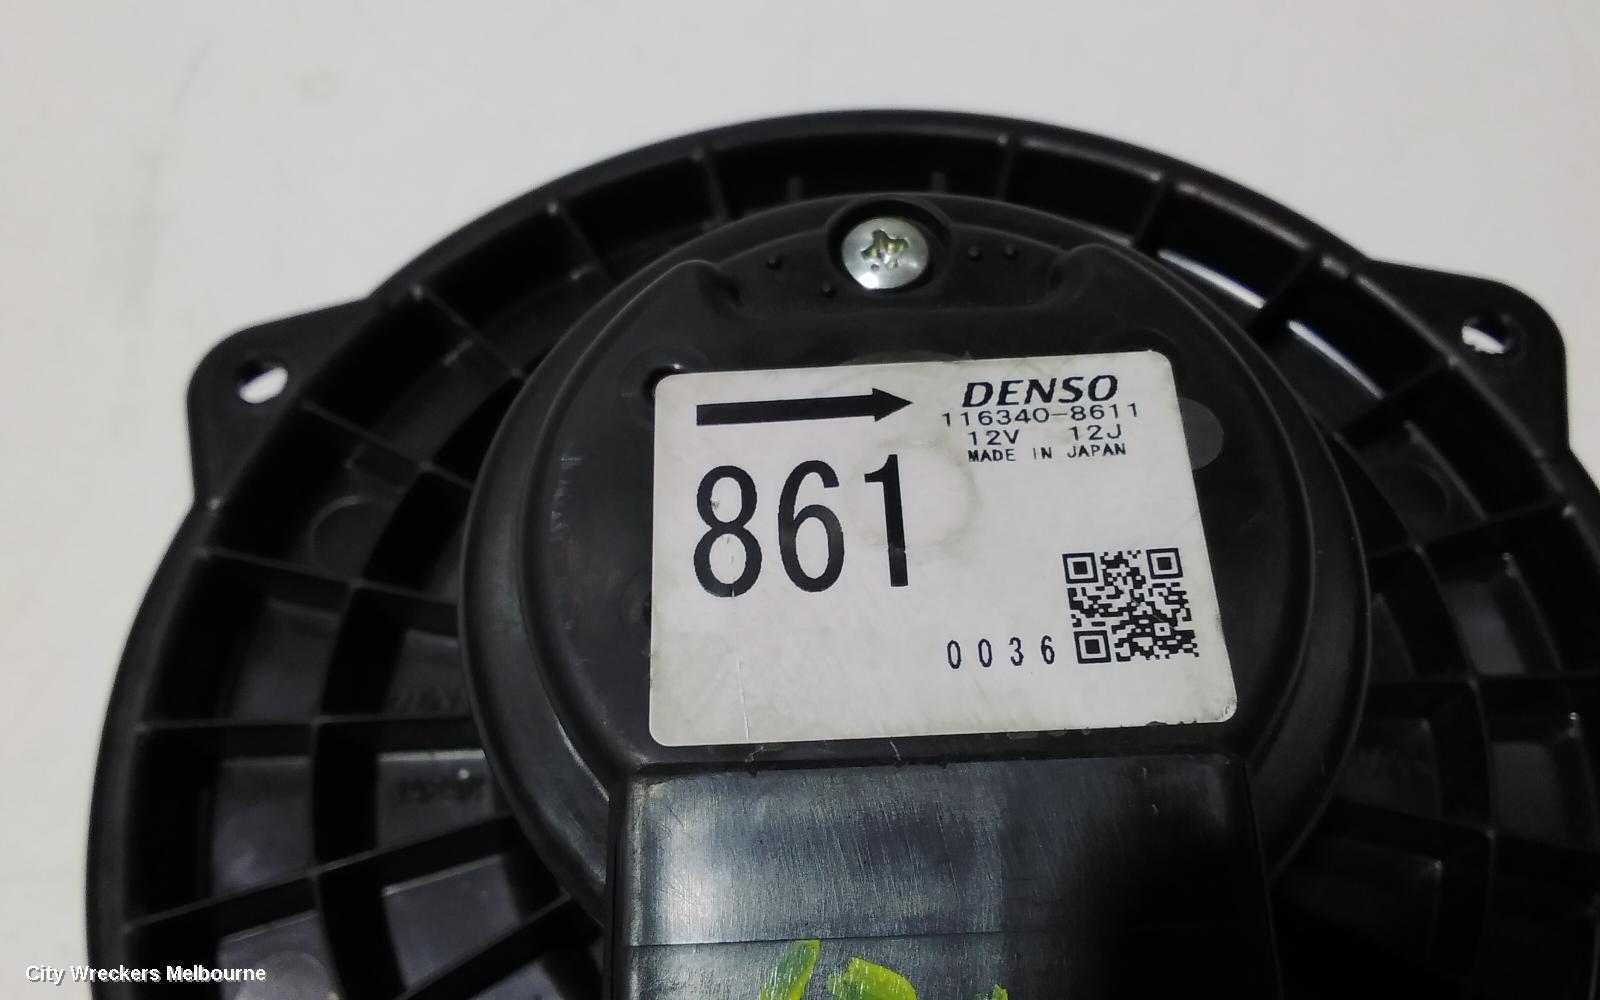 DENSO
116340-8611
12V 12J
MADE IN JAPAN
861
0036
City Wreckers Melbourne